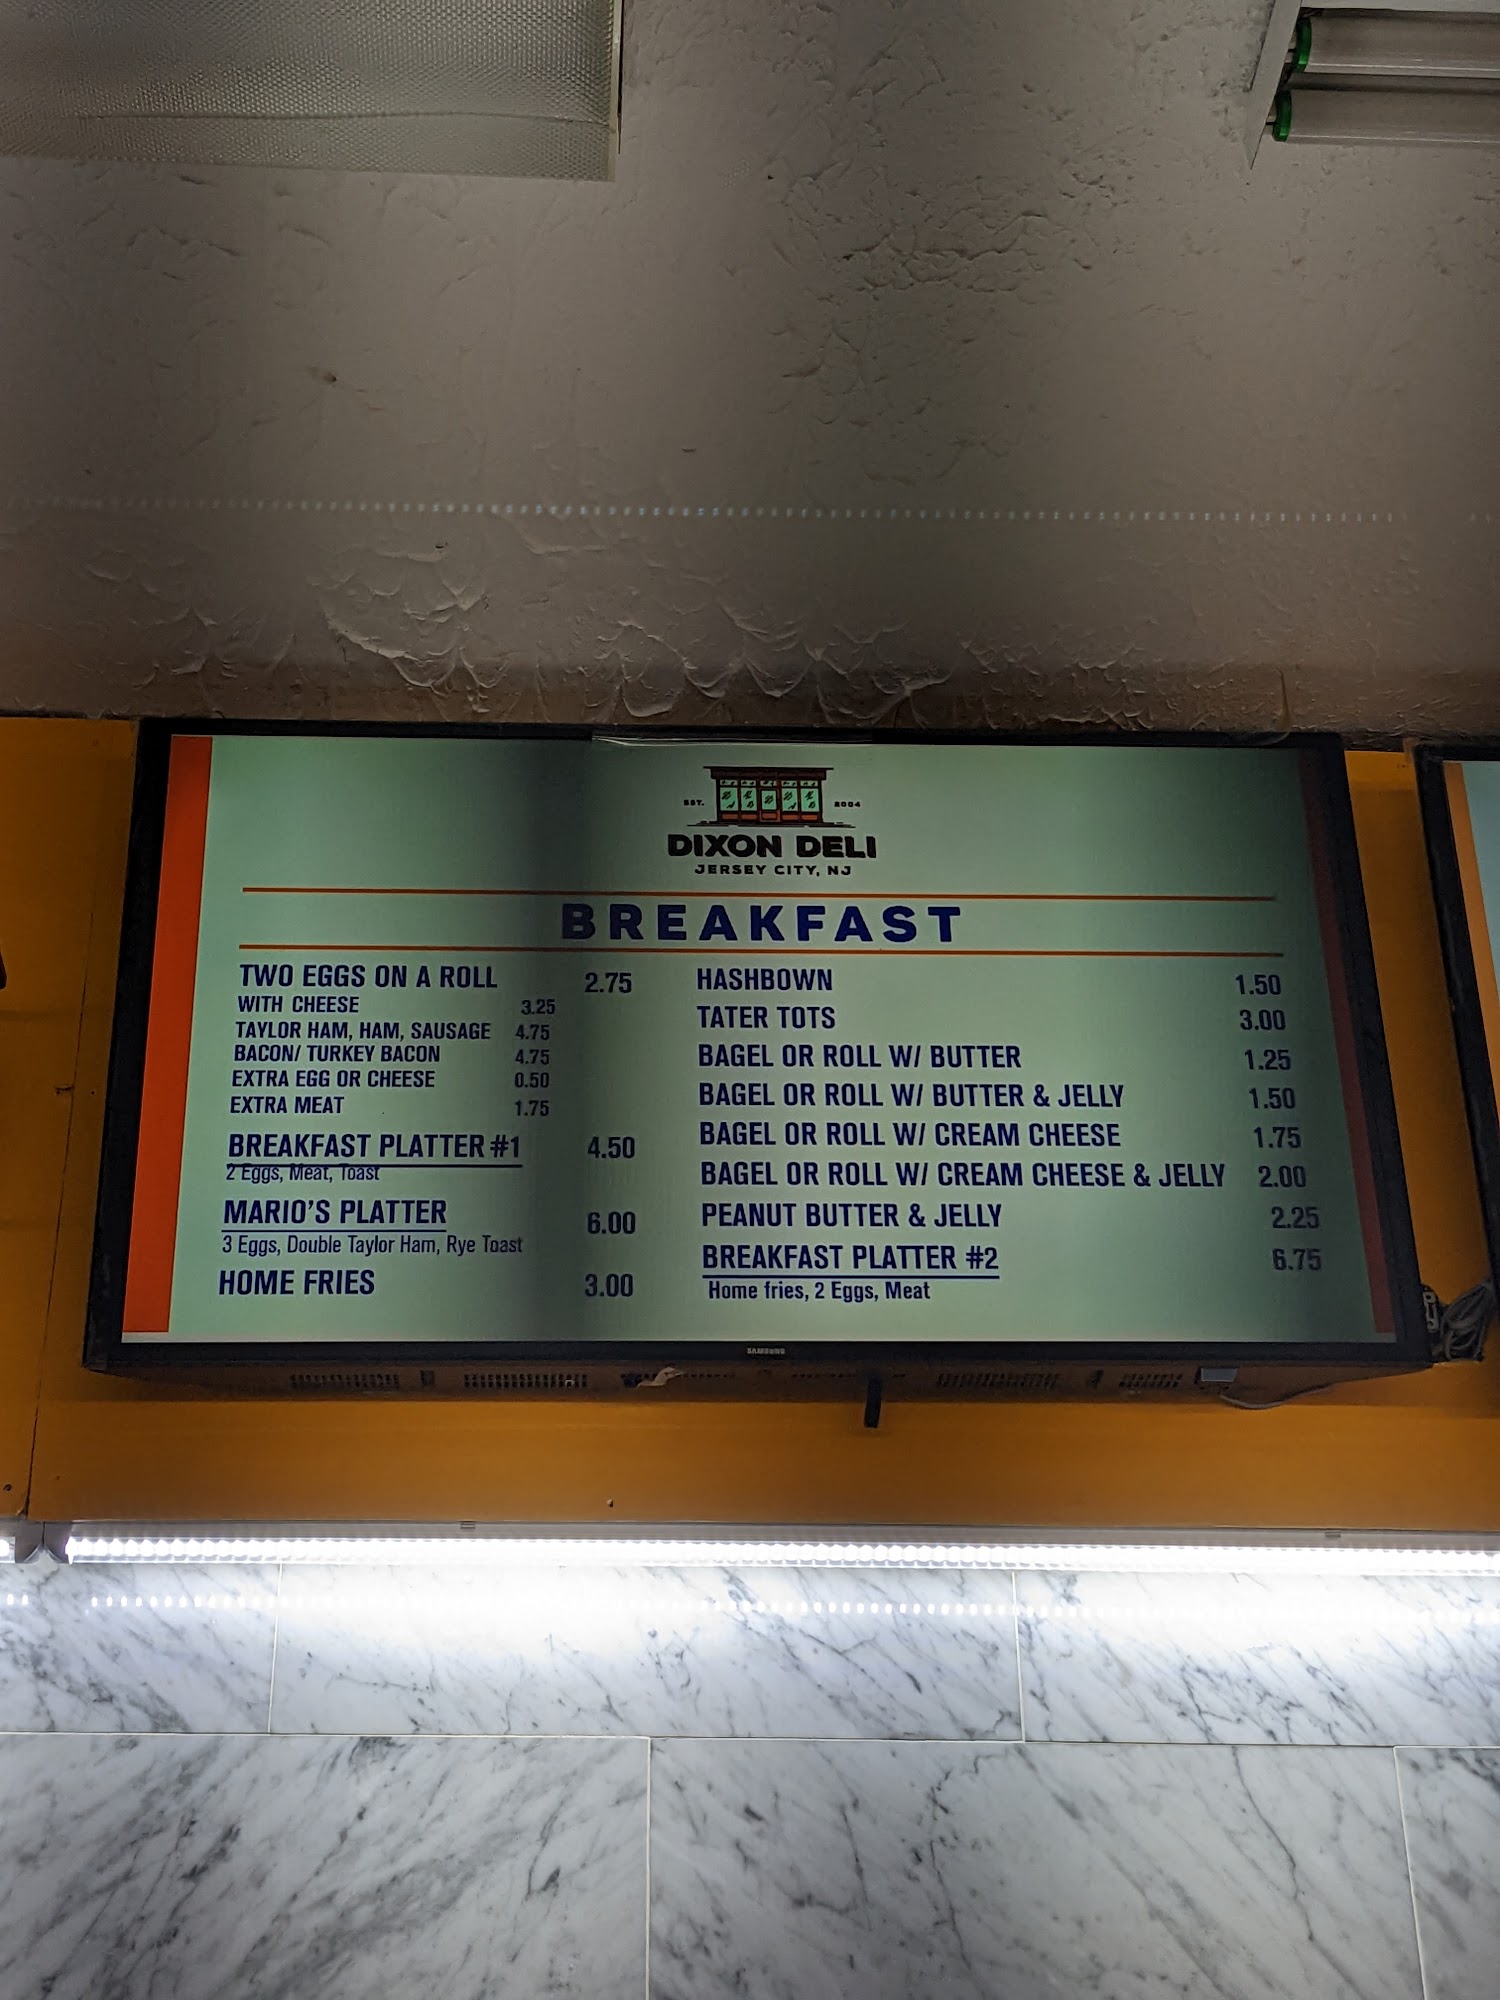 EST. 2004
DIXON DELI
JERSEY CITY, NJ
BREAKFAST
TWO EGGS ON A ROLL 2.75
WITH CHEESE 3.25
TAYLOR HAM, HAM, SAUSAGE 4.75
BACON/ TURKEY BACON 4.75
EXTRA EGG OR CHEESE 0.50
EXTRA MEAT 1.75
BREAKFAST PLATTER #1 4.50
2 Eggs, Meat, Toast
MARIO'S PLATTER 6.00
3 Eggs, Double Taylor Ham, Rye Toast
HOME FRIES 3.00
HASHBOWN 1.50
TATER TOTS 3.00
BAGEL OR ROLL W/ BUTTER 1.25
BAGEL OR ROLL W/ BUTTER & JELLY 1.50
BAGEL OR ROLL W/ CREAM CHEESE 1.75
BAGEL OR ROLL W/ CREAM CHEESE & JELLY 2.00
PEANUT BUTTER & JELLY 2.25
BREAKFAST PLATTER #2 6.75
Home fries, 2 Eggs, Meat
SAMSUNG